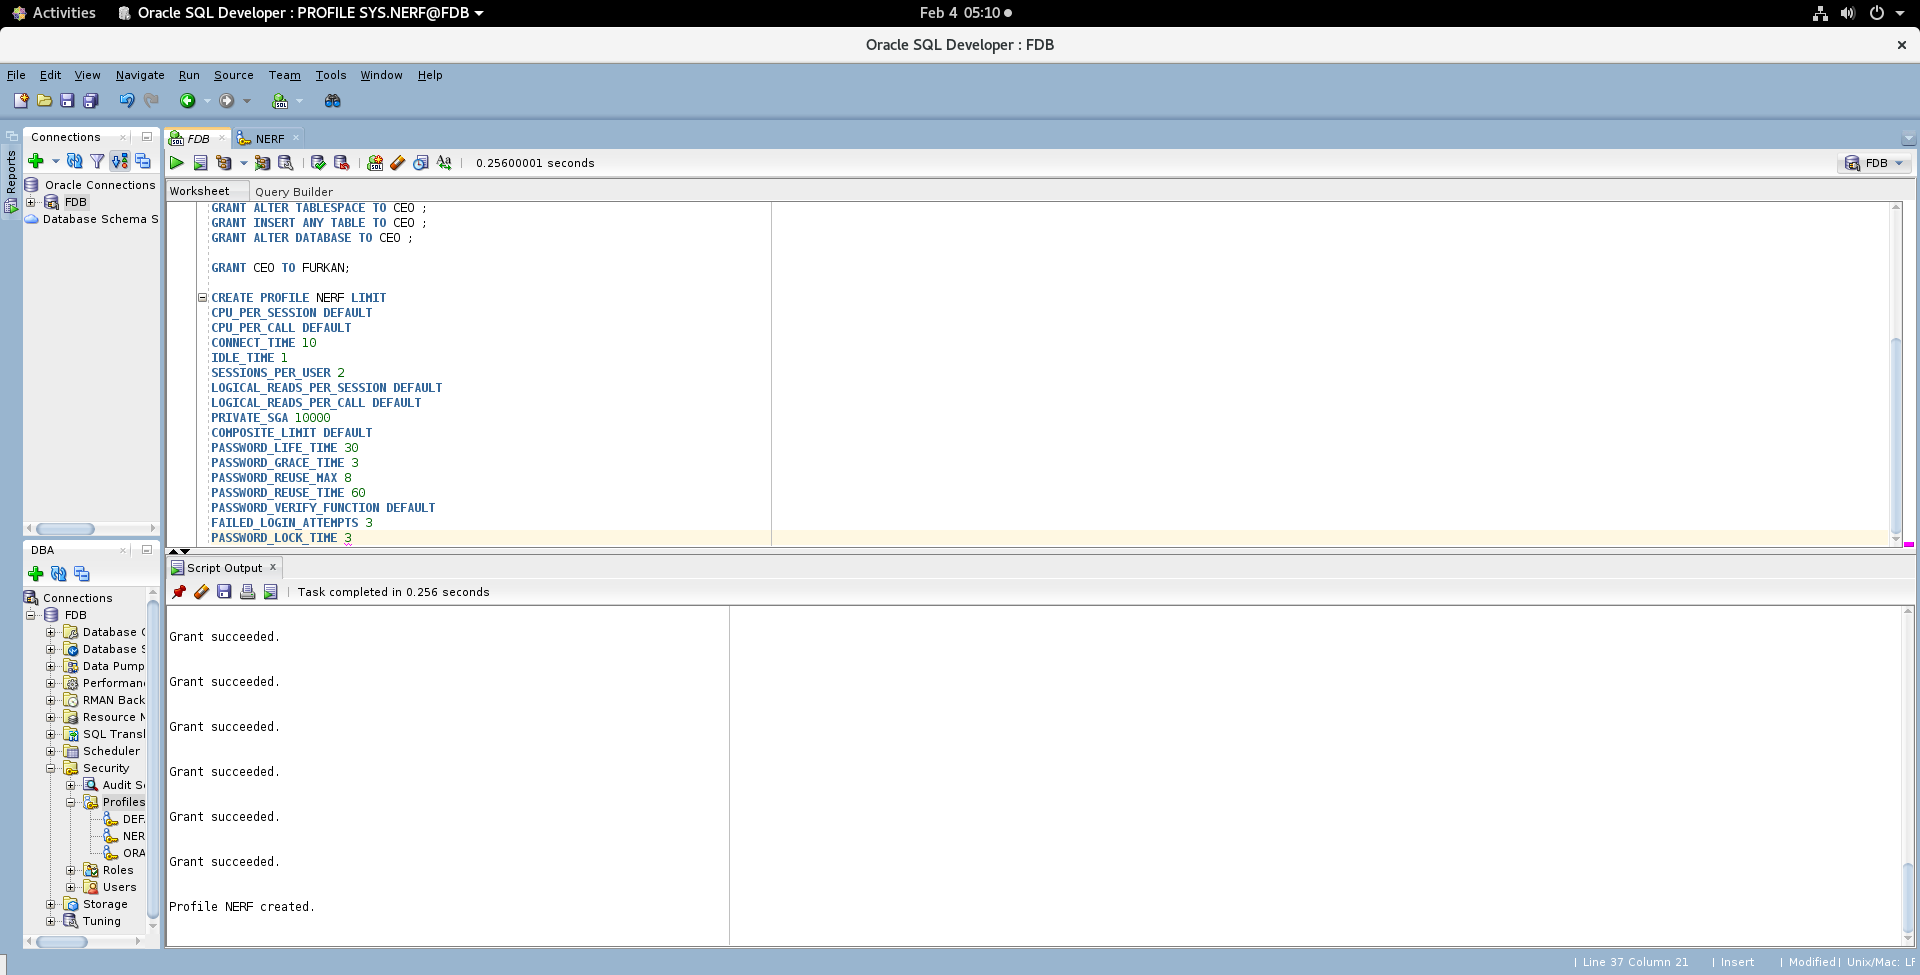 Activities
Oracle SQL Developer : PROFILE SYS.NERF@FDB
Feb 4 05:10
Oracle SQL Developer : FDB
File Edit View Navigate Run Source Team Tools Window Help
Reports
Connections
Oracle Connections
FDB
Database Schema S
FDB
NERF
0.25600001 seconds
FDB
Worksheet
Query Builder
GRANT ALTER TABLESPACE TO CEO ;
GRANT INSERT ANY TABLE TO CEO ;
GRANT ALTER DATABASE TO CEO ;
GRANT CEO TO FURKAN;
CREATE PROFILE NERF LIMIT
CPU_PER_SESSION DEFAULT
CPU_PER_CALL DEFAULT
CONNECT_TIME 10
IDLE_TIME 1
SESSIONS_PER_USER 2
LOGICAL_READS_PER_SESSION DEFAULT
LOGICAL_READS_PER_CALL DEFAULT
PRIVATE_SGA 10000
COMPOSITE_LIMIT DEFAULT
PASSWORD_LIFE_TIME 30
PASSWORD_GRACE_TIME 3
PASSWORD_REUSE_MAX 8
PASSWORD_REUSE_TIME 60
PASSWORD_VERIFY_FUNCTION DEFAULT
FAILED_LOGIN_ATTEMPTS 3
PASSWORD_LOCK_TIME 3
DBA
Connections
FDB
Database
Database S
Data Pump
Performan
RMAN Back
Resource
SQL Transl
Scheduler
Security
Audit Se
Profiles
DEF
NER
ORA
Roles
Users
Storage
Tuning
Script Output
Task completed in 0.256 seconds
Grant succeeded.
Grant succeeded.
Grant succeeded.
Grant succeeded.
Grant succeeded.
Grant succeeded.
Profile NERF created.
Line 37 Column 21 | Insert | Modified | Unix/Mac: LF